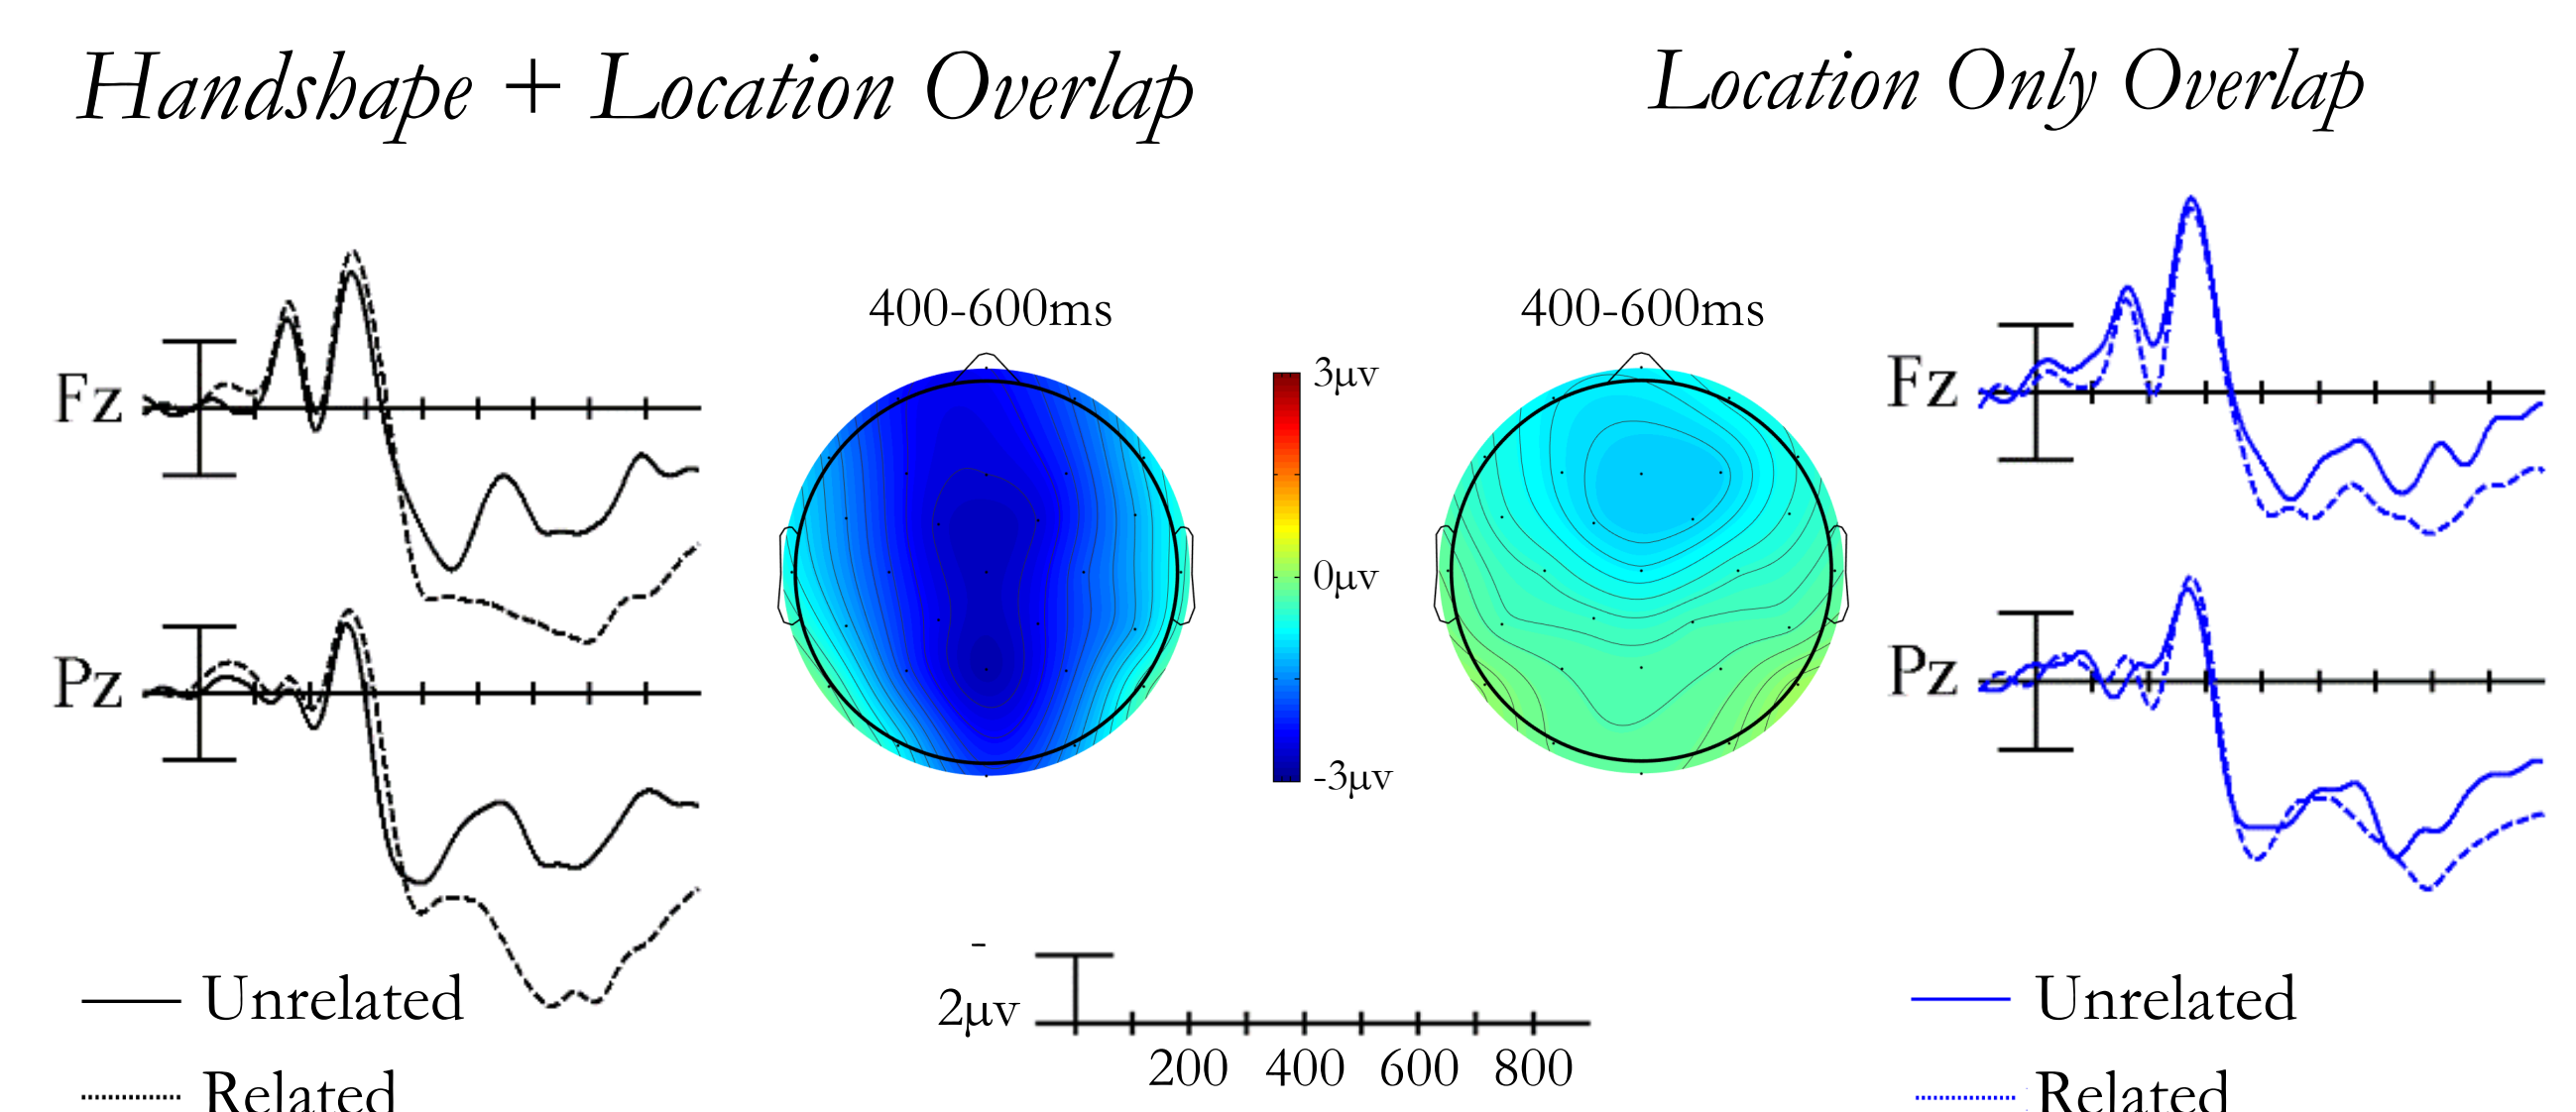 Handshape + Location Overlap
Location Only Overlap
400-600ms
400-600ms
3μv
0μv
-3μv
Fz
Pz
Fz
Pz
Unrelated
Related
-
2μv
200 400 600 800
Unrelated
Related